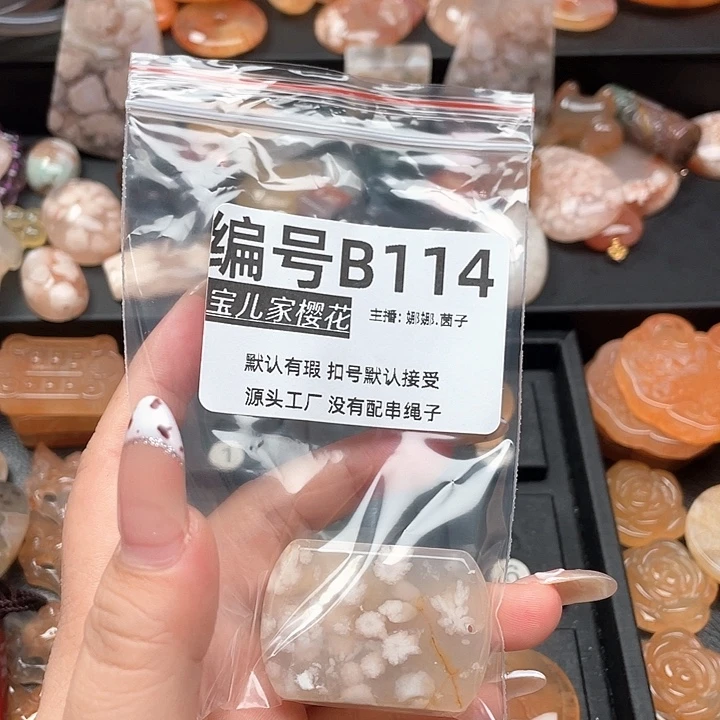 编号B114
宝儿家樱花 主播: 娜娜.茵子
默认有瑕 扣号默认接受
源头工厂 没有配串绳子